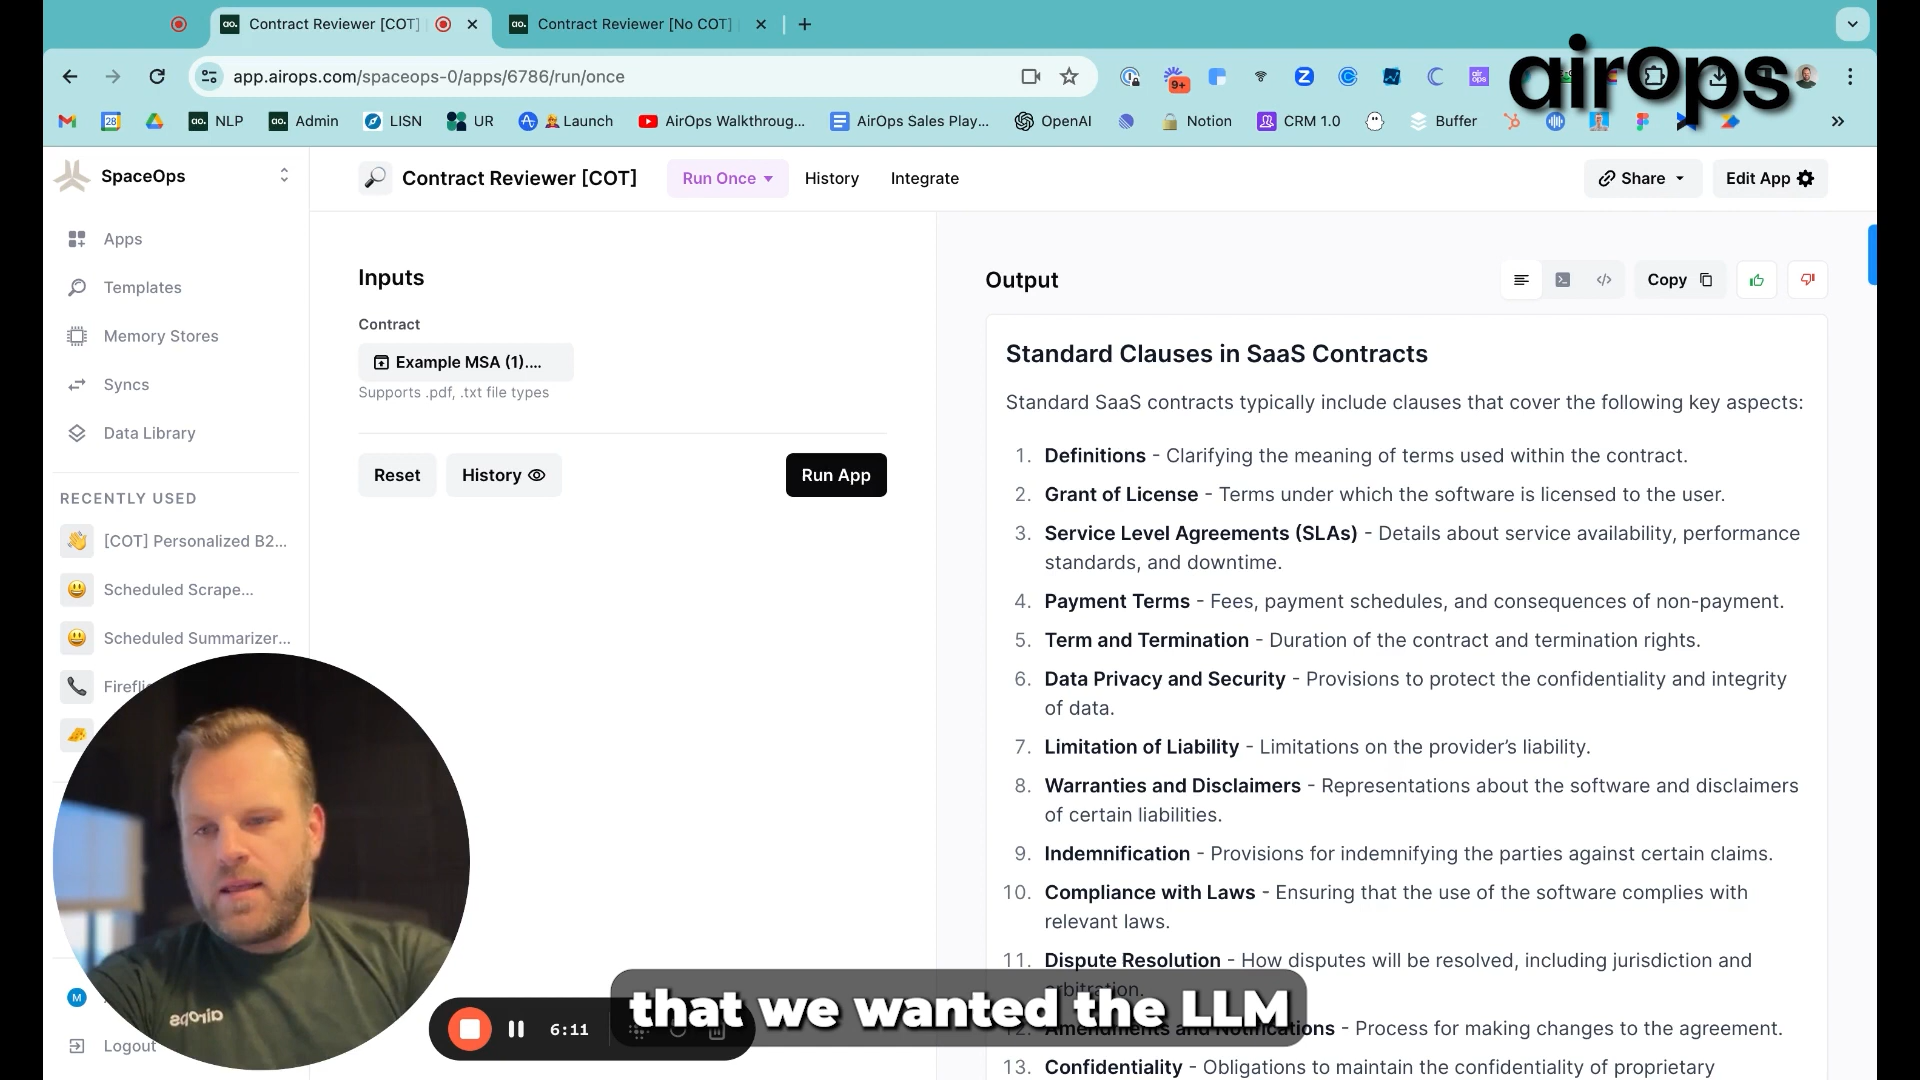 Contract Reviewer [COT]
Contract Reviewer [No COT]
app.airops.com/spaceops-0/apps/6786/run/once
9+
airOps
NLP
Admin
LISN
UR
Launch
AirOps Walkthroug...
AirOps Sales Play...
OpenAI
Notion
CRM 1.0
Buffer
SpaceOps
Contract Reviewer [COT]
Run Once
History
Integrate
Share
Edit App
Apps
Templates
Memory Stores
Syncs
Data Library
RECENTLY USED
[COT] Personalized B2...
Scheduled Scrape...
Scheduled Summarizer...
Logout
Inputs
Contract
Example MSA (1)....
Supports .pdf, .txt file types
Reset
History
Run App
Output
Copy
Standard Clauses in SaaS Contracts
Standard SaaS contracts typically include clauses that cover the following key aspects:
1. Definitions - Clarifying the meaning of terms used within the contract.
2. Grant of License - Terms under which the software is licensed to the user.
3. Service Level Agreements (SLAs) - Details about service availability, performance
standards, and downtime.
4. Payment Terms - Fees, payment schedules, and consequences of non-payment.
5. Term and Termination - Duration of the contract and termination rights.
6. Data Privacy and Security - Provisions to protect the confidentiality and integrity
of data.
7. Limitation of Liability - Limitations on the provider's liability.
8. Warranties and Disclaimers - Representations about the software and disclaimers
of certain liabilities.
9. Indemnification - Provisions for indemnifying the parties against certain claims.
10. Compliance with Laws - Ensuring that the use of the software complies with
relevant laws.
11. Dispute Resolution - How disputes will be resolved, including jurisdiction and
arbitration.
12. Amendments and Notifications - Process for making changes to the agreement.
13. Confidentiality - Obligations to maintain the confidentiality of proprietary
6:11
that we wanted the LLM
airops
M